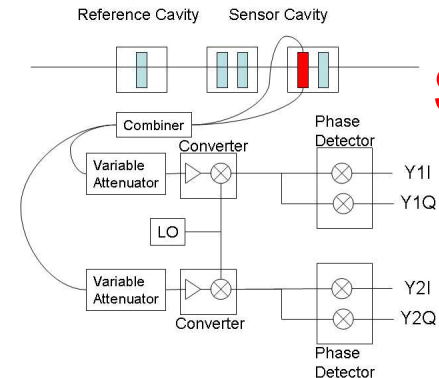 Reference Cavity Sensor Cavity
S
Combiner
Phase
Detector
Converter
Variable
Attenuator
Y1I
Y1Q
LO
Variable
Attenuator
Y2I
Y2Q
Converter
Phase
Detector